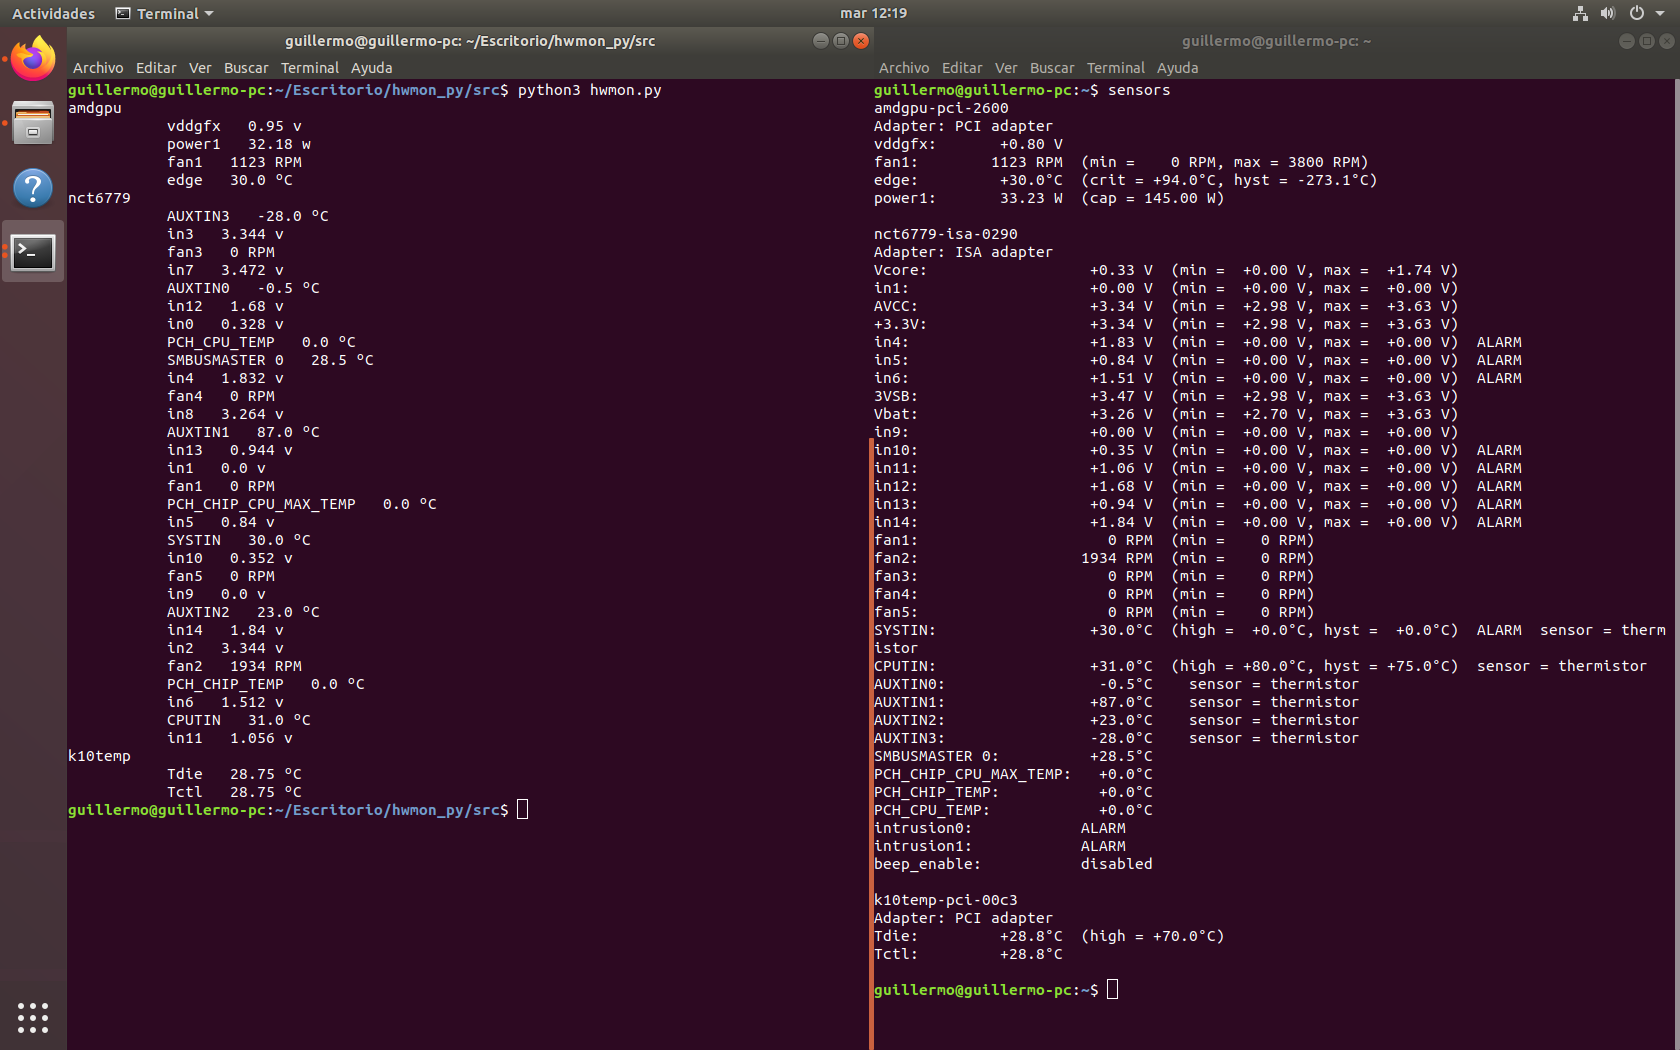 Actividades Terminal mar 12:19
guillermo@guillermo-pc: ~/Escritorio/hwmon_py/src
Archivo Editar Ver Buscar Terminal Ayuda
guillermo@guillermo-pc:~/Escritorio/hwmon_py/src$ python3 hwmon.py
amdgpu
vddgfx 0.95 v
power1 32.18 w
fan1 1123 RPM
edge 30.0 ºC
nct6779
AUXTIN3 -28.0 ºC
in3 3.344 v
fan3 0 RPM
in7 3.472 v
AUXTIN0 -0.5 ºC
in12 1.68 v
in0 0.328 v
PCH_CPU_TEMP 0.0 ºC
SMBUSMASTER 0 28.5 ºC
in4 1.832 v
fan4 0 RPM
in8 3.264 v
AUXTIN1 87.0 ºC
in13 0.944 v
in1 0.0 v
fan1 0 RPM
PCH_CHIP_CPU_MAX_TEMP 0.0 ºC
in5 0.84 v
SYSTIN 30.0 ºC
in10 0.352 v
fan5 0 RPM
in9 0.0 v
AUXTIN2 23.0 ºC
in14 1.84 v
in2 3.344 v
fan2 1934 RPM
PCH_CHIP_TEMP 0.0 ºC
in6 1.512 v
CPUTIN 31.0 ºC
in11 1.056 v
k10temp
Tdie 28.75 ºC
Tctl 28.75 ºC
guillermo@guillermo-pc:~/Escritorio/hwmon_py/src$
guillermo@guillermo-pc: ~
Archivo Editar Ver Buscar Terminal Ayuda
guillermo@guillermo-pc:~$ sensors
amdgpu-pci-2600
Adapter: PCI adapter
vddgfx: +0.80 V
fan1: 1123 RPM (min = 0 RPM, max = 3800 RPM)
edge: +30.0°C (crit = +94.0°C, hyst = -273.1°C)
power1: 33.23 W (cap = 145.00 W)
nct6779-isa-0290
Adapter: ISA adapter
Vcore: +0.33 V (min = +0.00 V, max = +1.74 V)
in1: +0.00 V (min = +0.00 V, max = +0.00 V)
AVCC: +3.34 V (min = +2.98 V, max = +3.63 V)
+3.3V: +3.34 V (min = +2.98 V, max = +3.63 V)
in4: +1.83 V (min = +0.00 V, max = +0.00 V) ALARM
in5: +0.84 V (min = +0.00 V, max = +0.00 V) ALARM
in6: +1.51 V (min = +0.00 V, max = +0.00 V) ALARM
3VSB: +3.47 V (min = +2.98 V, max = +3.63 V)
Vbat: +3.26 V (min = +2.70 V, max = +3.63 V)
in9: +0.00 V (min = +0.00 V, max = +0.00 V)
in10: +0.35 V (min = +0.00 V, max = +0.00 V) ALARM
in11: +1.06 V (min = +0.00 V, max = +0.00 V) ALARM
in12: +1.68 V (min = +0.00 V, max = +0.00 V) ALARM
in13: +0.94 V (min = +0.00 V, max = +0.00 V) ALARM
in14: +1.84 V (min = +0.00 V, max = +0.00 V) ALARM
fan1: 0 RPM (min = 0 RPM)
fan2: 1934 RPM (min = 0 RPM)
fan3: 0 RPM (min = 0 RPM)
fan4: 0 RPM (min = 0 RPM)
fan5: 0 RPM (min = 0 RPM)
SYSTIN: +30.0°C (high = +0.0°C, hyst = +0.0°C) ALARM sensor = therm
istor
CPUTIN: +31.0°C (high = +80.0°C, hyst = +75.0°C) sensor = thermistor
AUXTIN0: -0.5°C sensor = thermistor
AUXTIN1: +87.0°C sensor = thermistor
AUXTIN2: +23.0°C sensor = thermistor
AUXTIN3: -28.0°C sensor = thermistor
SMBUSMASTER 0: +28.5°C
PCH_CHIP_CPU_MAX_TEMP: +0.0°C
PCH_CHIP_TEMP: +0.0°C
PCH_CPU_TEMP: +0.0°C
intrusion0: ALARM
intrusion1: ALARM
beep_enable: disabled
k10temp-pci-00c3
Adapter: PCI adapter
Tdie: +28.8°C (high = +70.0°C)
Tctl: +28.8°C
guillermo@guillermo-pc:~$